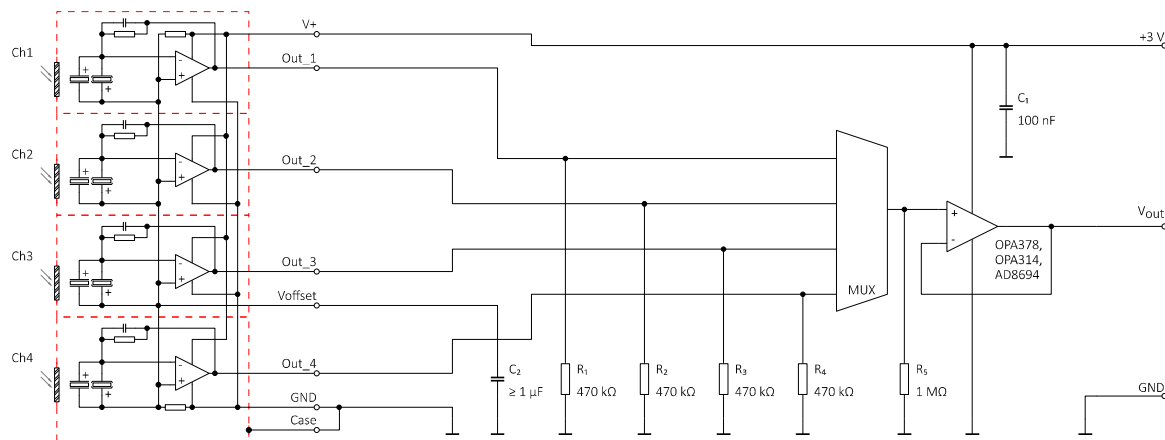 Ch1
Ch2
Ch3
Ch4
V+
Out_1
Out_2
Out_3
Voffset
Out_4
GND
Case
C₂
≥ 1 µF
R₁
470 kΩ
R₂
470 kΩ
R₃
470 kΩ
R₄
470 kΩ
MUX
R₅
1 MΩ
C₁
100 nF
OPA378,
OPA314,
AD8694
+3 V
Vout
GND
+
-
-
+
+
+
-
+
+
+
-
+
+
+
-
+
+
+
-
+